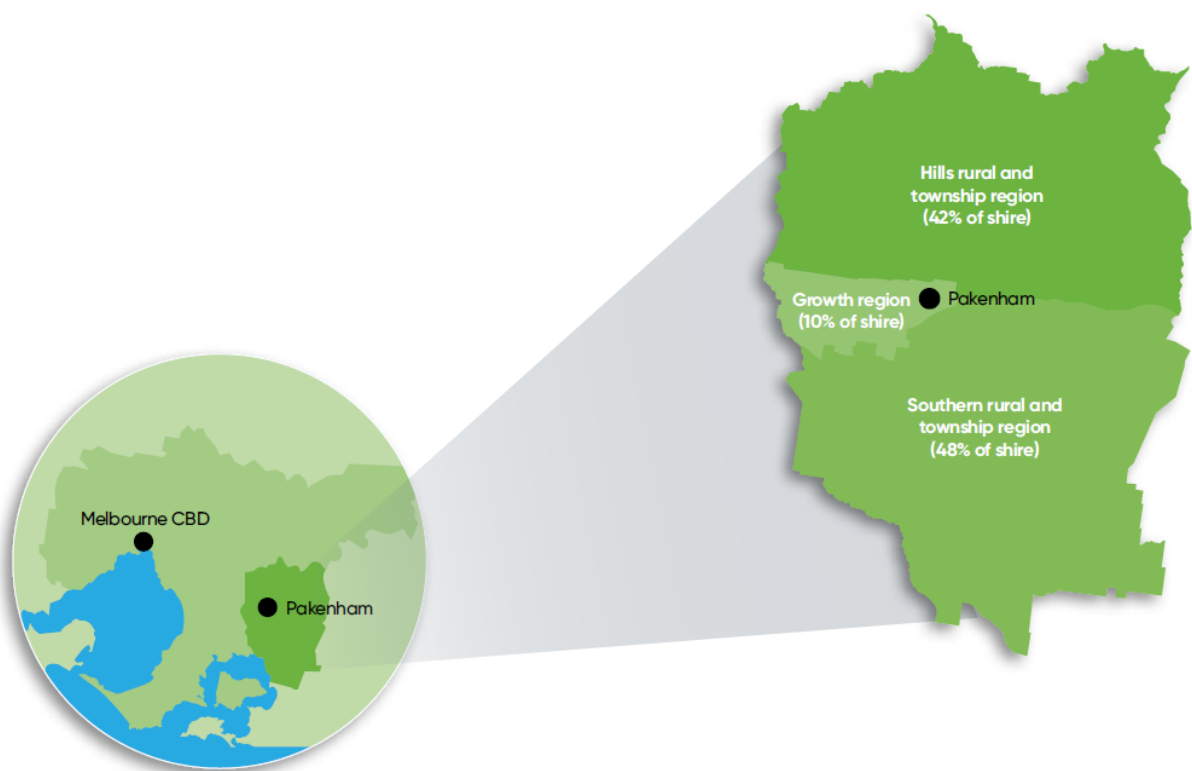 Hills rural and
township region
(42% of shire)
Growth region
(10% of shire)
Pakenham
Southern rural and
township region
(48% of shire)
Melbourne CBD
Pakenham